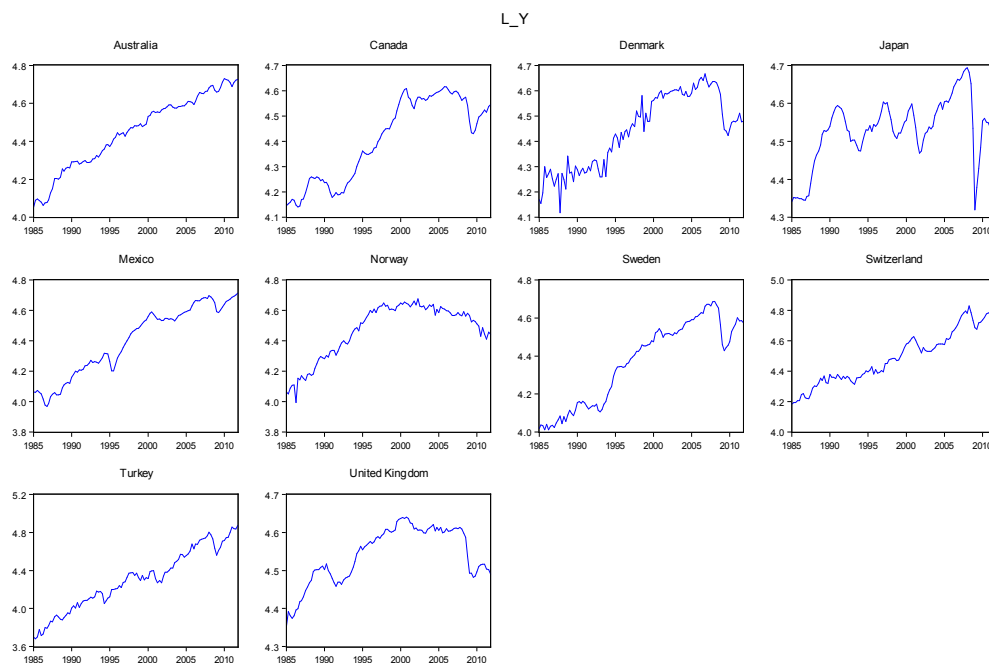 L_Y
Australia Canada Denmark Japan
4.8 4.7 4.7 4.7
4.6 4.6 4.6 4.6
4.5 4.5
4.4 4.4 4.4 4.5
4.3 4.3
4.2 4.2 4.2 4.4
4.0 4.1 4.1 4.3
1985 1990 1995 2000 2005 2010 1985 1990 1995 2000 2005 2010 1985 1990 1995 2000 2005 2010 1985 1990 1995 2000 2005 2010
Mexico Norway Sweden Switzerland
4.8 4.8 4.8 5.0
4.6 4.6 4.6 4.8
4.4 4.4 4.4 4.6
4.2 4.2 4.2 4.4
4.0 4.0 4.2
3.8 3.8 4.0 4.0
1985 1990 1995 2000 2005 2010 1985 1990 1995 2000 2005 2010 1985 1990 1995 2000 2005 2010 1985 1990 1995 2000 2005 2010
Turkey United Kingdom
5.2 4.7
4.8 4.6
4.4 4.5
4.0 4.4
3.6 4.3
1985 1990 1995 2000 2005 2010 1985 1990 1995 2000 2005 2010